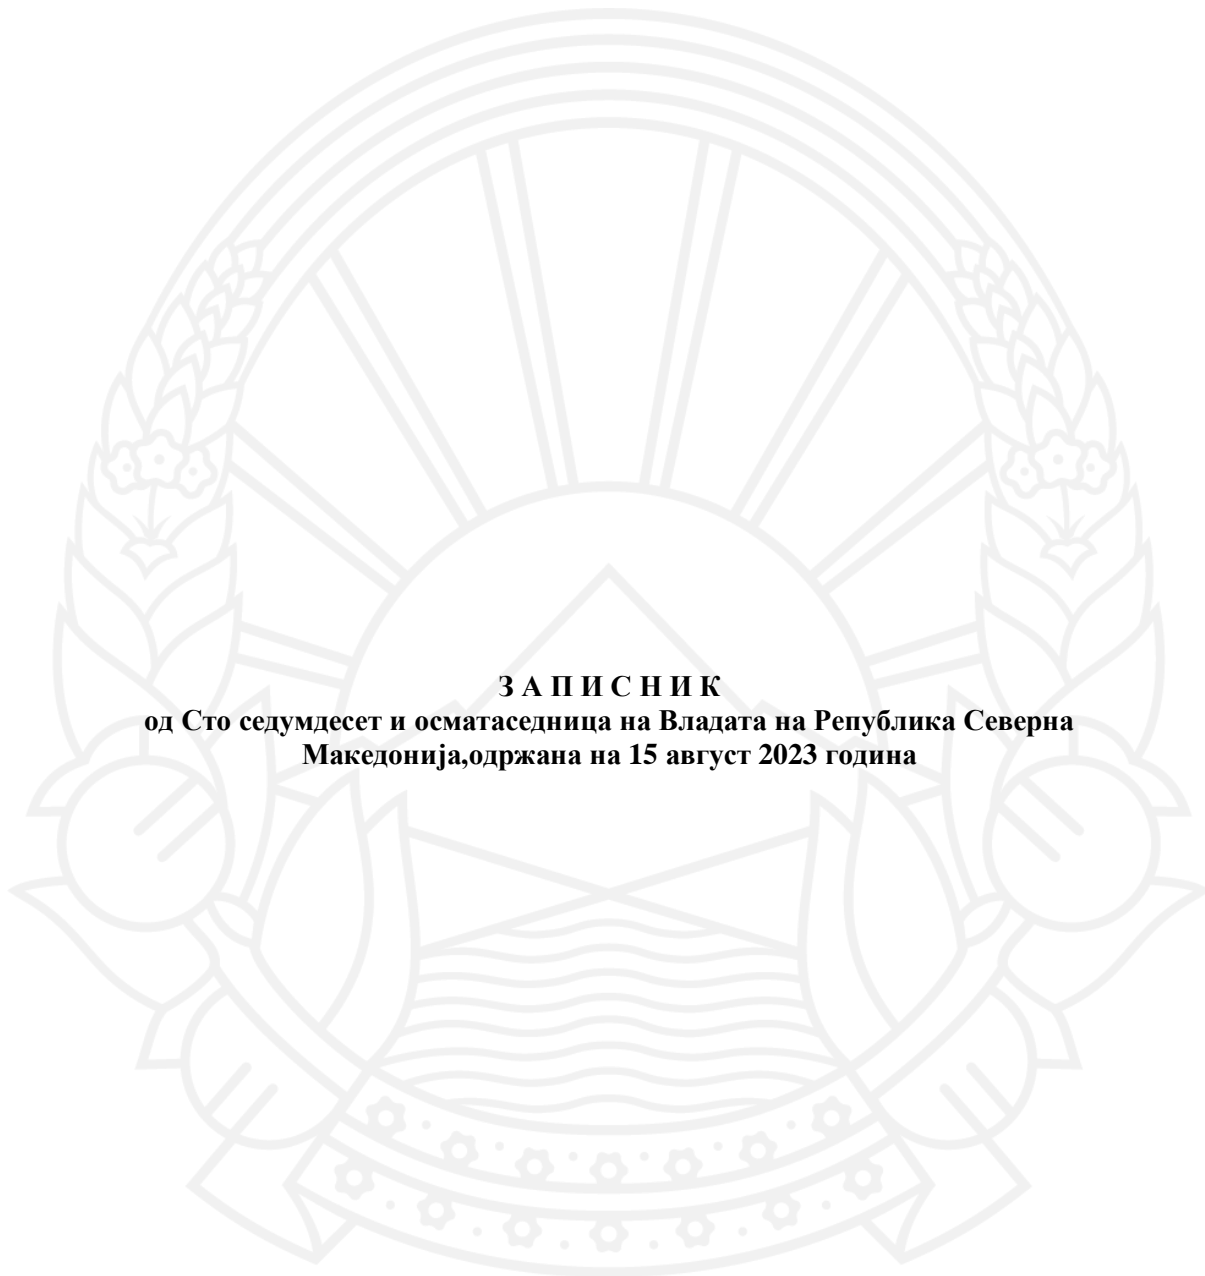 З А П И С Н И К
од Сто седумдесет и осматаседница на Владата на Република Северна
Македонија,одржана на 15 август 2023 година